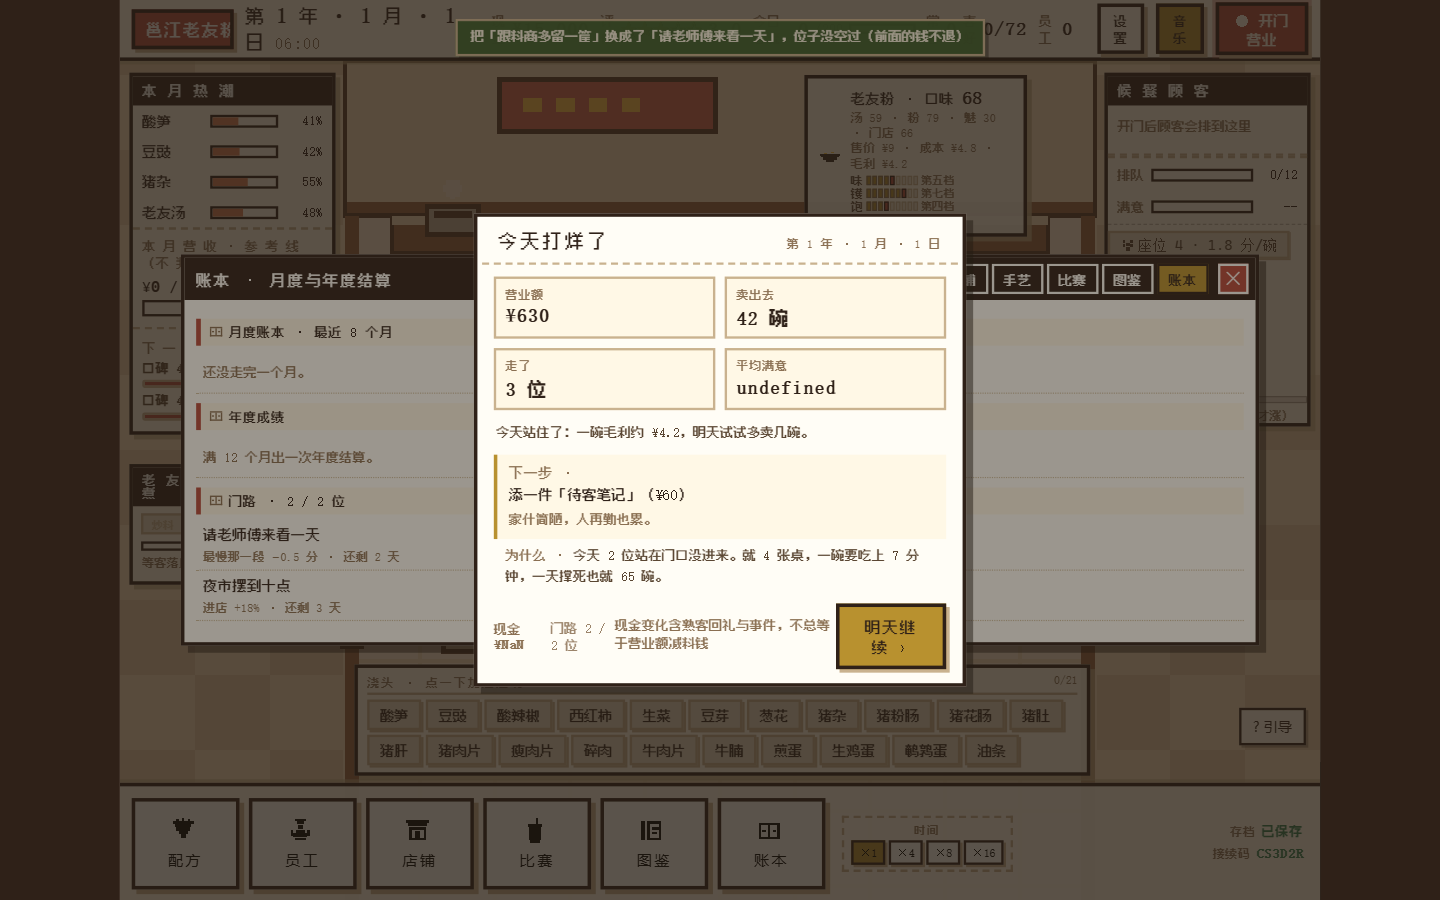 邕江老友粉
第 1 年 · 1 月 · 1
日 06:00
把「跟料商多留一筐」换成了「请老师傅来看一天」，位子没空过（前面的钱不退）
0/72
员工 0
设置
音乐
● 开门
营业
本月热潮
酸笋 41%
豆豉 42%
猪杂 55%
老友汤 48%
本月营收 · 参考线
¥0 /
下一
口碑
口碑
老友粉 · 口味 68
汤 59 · 粉 79 · 魅 30
· 门店 66
售价 ¥9 · 成本 ¥4.8 ·
毛利 ¥4.2
味 第五档
镬 第七档
饱 第四档
候餐顾客
开门后顾客会排到这里
排队 0/12
满意 --
座位 4 · 1.8 分/碗
账本 · 月度与年度结算
手艺
比赛
图鉴
账本
月度账本 · 最近 8 个月
还没走完一个月。
年度成绩
满 12 个月出一次年度结算。
门路 · 2 / 2 位
请老师傅来看一天
最慢那一段 -0.5 分 · 还剩 2 天
夜市摆到十点
进店 +18% · 还剩 3 天
今天打烊了
第 1 年 · 1 月 · 1 日
营业额
¥630
卖出去
42 碗
走了
3 位
平均满意
undefined
今天站住了：一碗毛利约 ¥4.2，明天试试多卖几碗。
下一步 ·
添一件「待客笔记」（¥60）
家什简陋，人再勤也累。
为什么 · 今天 2 位站在门口没进来。就 4 张桌，一碗要吃上 7 分
钟，一天撑死也就 65 碗。
现金
¥NaN
门路 2 /
2 位
现金变化含熟客回礼与事件，不总等
于营业额减料钱
明天继
续 ›
浇头 · 点一下
0/21
酸笋 豆豉 酸辣椒 西红柿 生菜 豆芽 葱花 猪杂 猪粉肠 猪花肠 猪肚
猪肝 猪肉片 瘦肉片 碎肉 牛肉片 牛腩 煎蛋 生鸡蛋 鹌鹑蛋 油条
? 引导
配方
员工
店铺
比赛
图鉴
账本
时间
×1 ×4 ×8 ×16
存档 已保存
接续码 CS3D2R